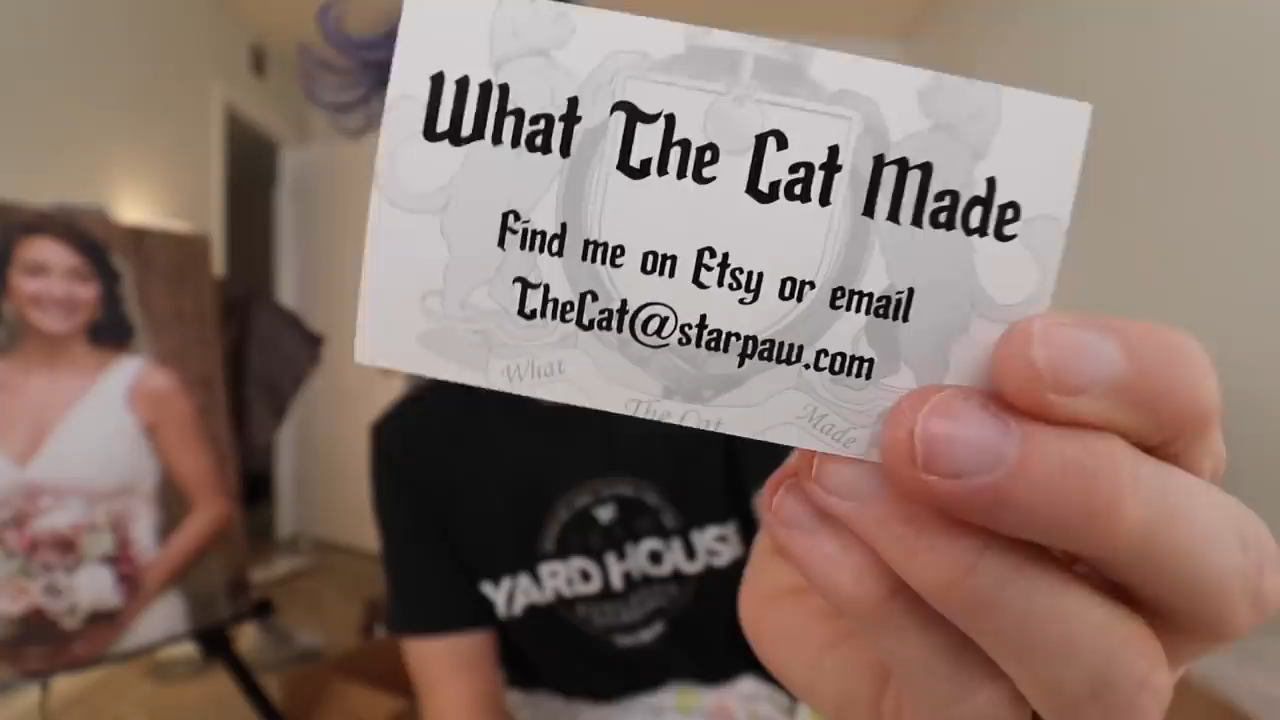 What The Cat Made
Find me on Etsy or email
TheCat@starpaw.com
What The Cat Made
YARD HOUSE